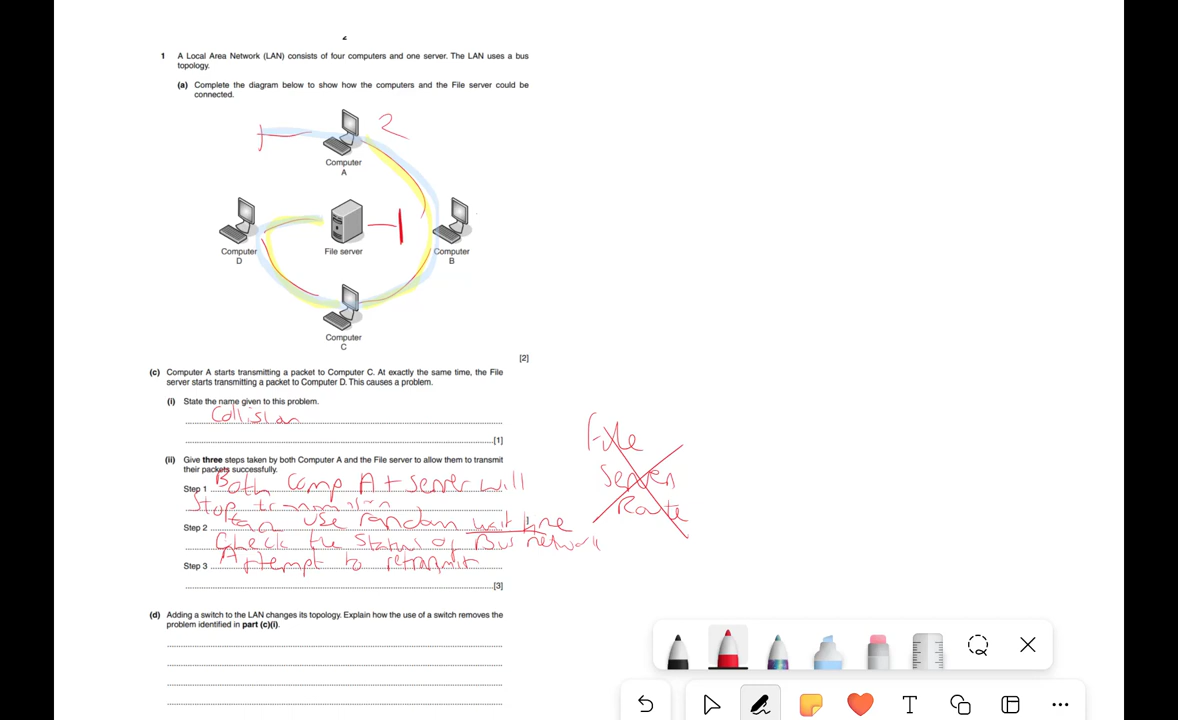 2
1 A Local Area Network (LAN) consists of four computers and one server. The LAN uses a bus
topology.
(a) Complete the diagram below to show how the computers and the File server could be
connected.
2
Computer
A
Computer
D
File server
Computer
B
Computer
C
[2]
(c) Computer A starts transmitting a packet to Computer C. At exactly the same time, the File
server starts transmitting a packet to Computer D. This causes a problem.
(i) State the name given to this problem.
Collision
[1]
(ii) Give three steps taken by both Computer A and the File server to allow them to transmit
their packets successfully.
Step 1 Both Comp A + server will
Stop
Step 2 use random wait time
Check the status of Bus network
Step 3 Attempt to retransmit
[3]
File
Server
Route
(d) Adding a switch to the LAN changes its topology. Explain how the use of a switch removes the
problem identified in part (c)(i).
T